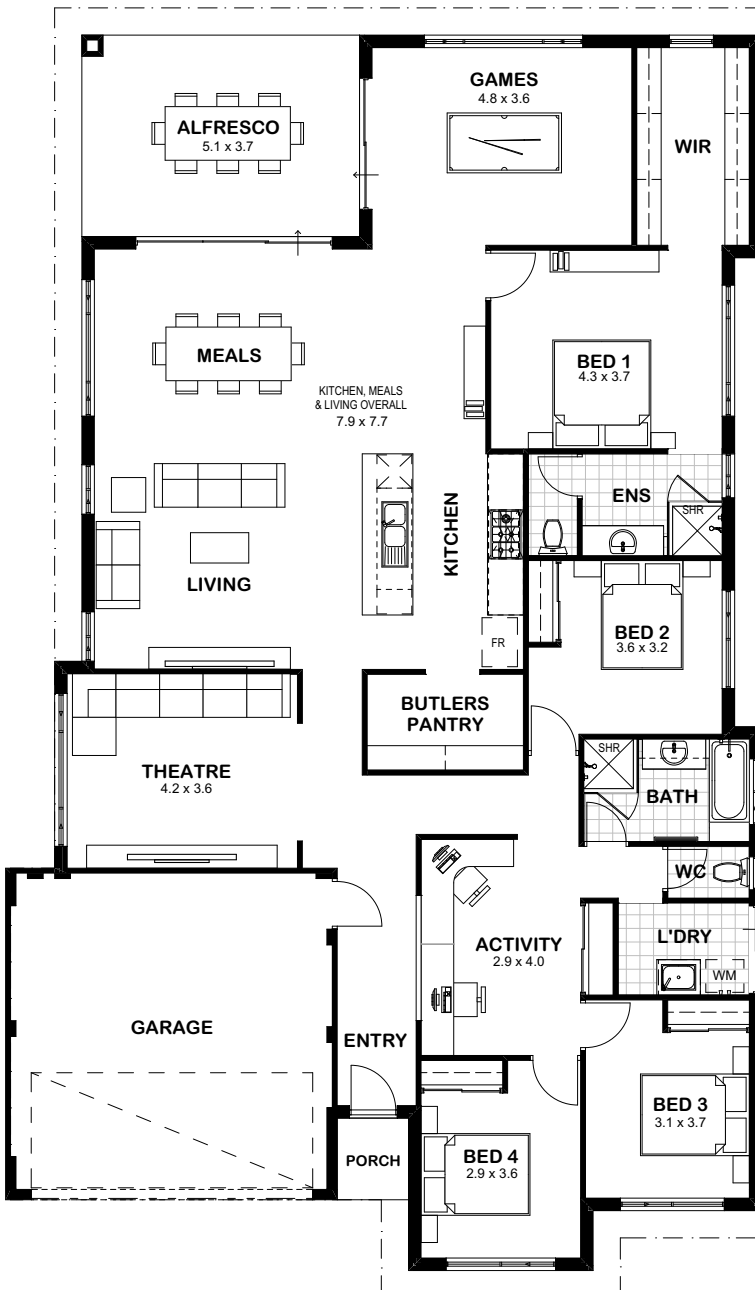 GAMES
4.8 x 3.6
ALFRESCO
5.1 x 3.7
WIR
MEALS
BED 1
4.3 x 3.7
KITCHEN, MEALS
& LIVING OVERALL
7.9 x 7.7
KITCHEN
ENS
SHR
LIVING
FR
BED 2
3.6 x 3.2
BUTLERS
PANTRY
THEATRE
4.2 x 3.6
SHR
BATH
WC
ACTIVITY
2.9 x 4.0
L'DRY
WM
GARAGE
ENTRY
BED 3
3.1 x 3.7
PORCH
BED 4
2.9 x 3.6